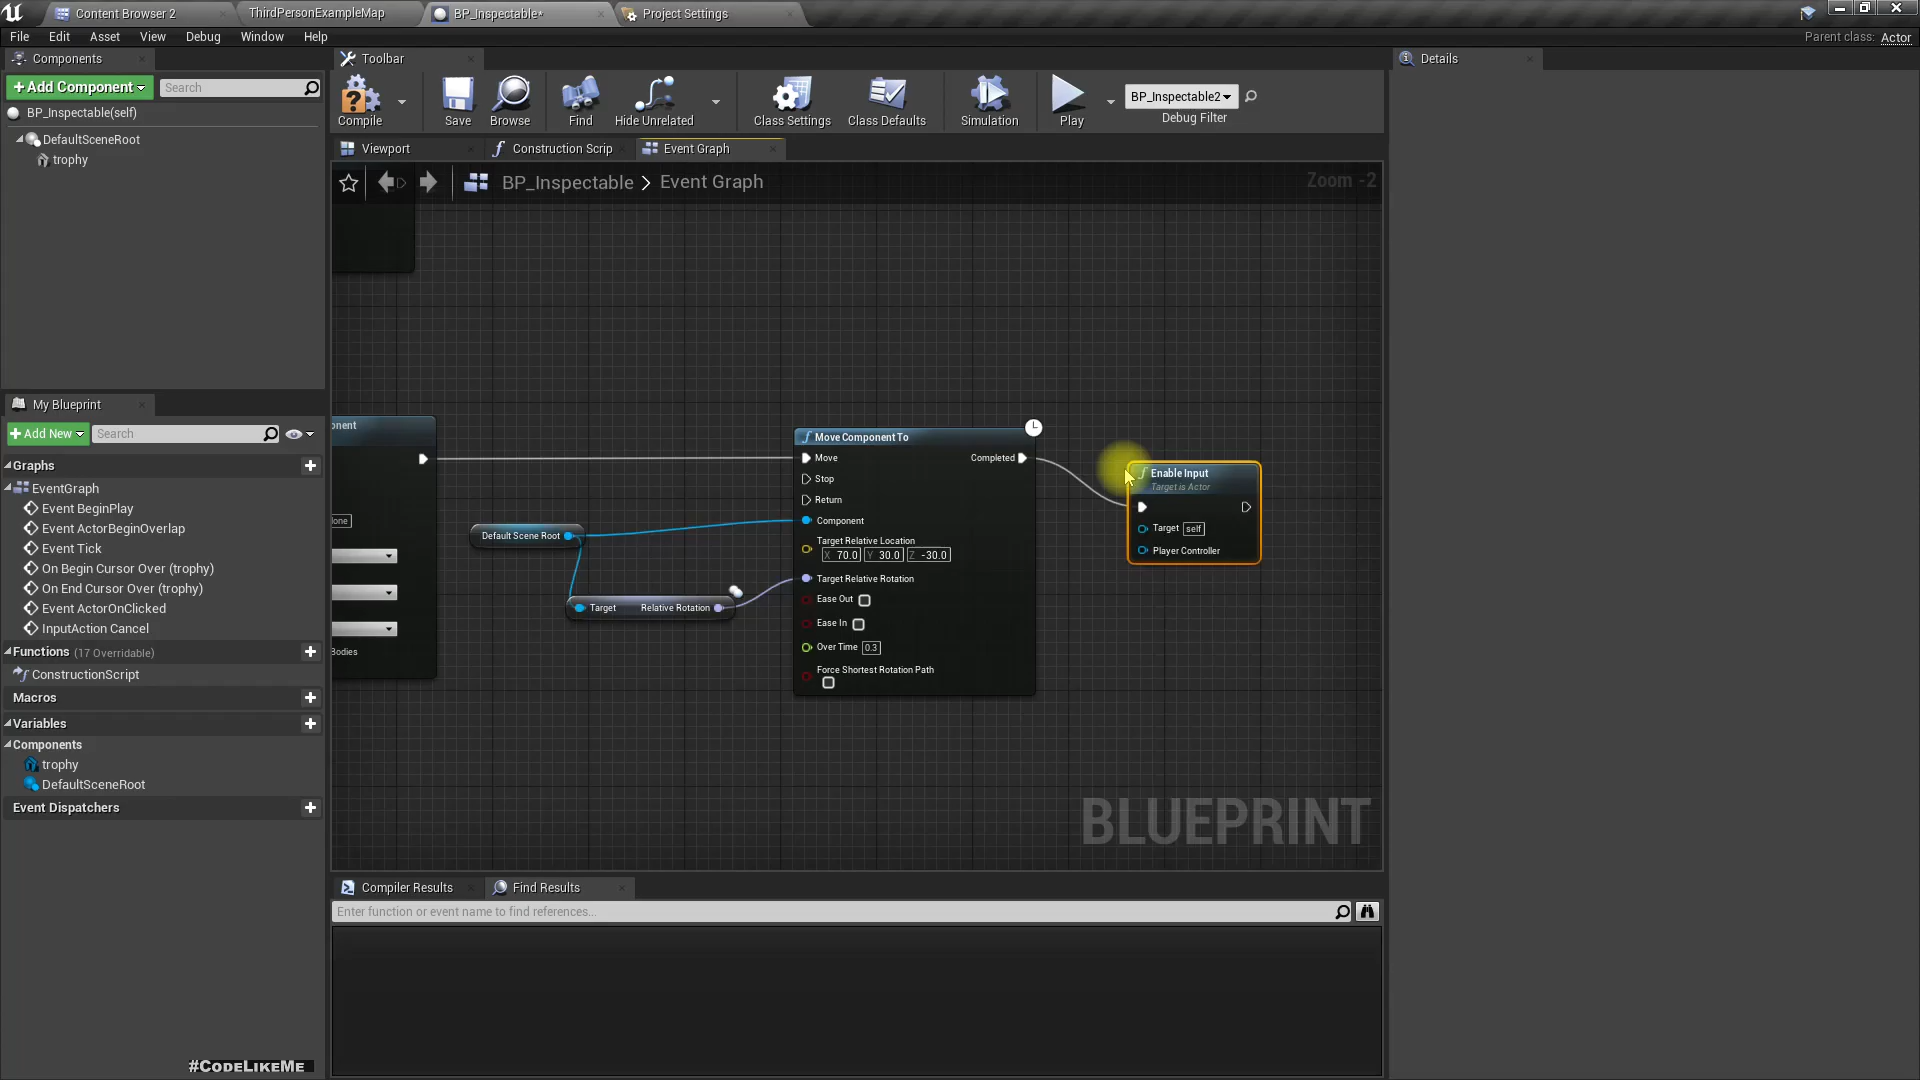 Content Browser 2
ThirdPersonExampleMap
BP_Inspectable*
Project Settings
File Edit Asset View Debug Window Help
Parent class: Actor
Components
Toolbar
Details
+Add Component
Search
BP_Inspectable(self)
DefaultSceneRoot
trophy
Compile
Save
Browse
Find
Hide Unrelated
Class Settings
Class Defaults
Simulation
Play
BP_Inspectable2
Debug Filter
Viewport
Construction Scrip
Event Graph
BP_Inspectable > Event Graph
Zoom -2
My Blueprint
+Add New
Search
Graphs
EventGraph
Event BeginPlay
Event ActorBeginOverlap
Event Tick
On Begin Cursor Over (trophy)
On End Cursor Over (trophy)
Event ActorOnClicked
InputAction Cancel
Functions (17 Overridable)
ConstructionScript
Macros
Variables
Components
trophy
DefaultSceneRoot
Event Dispatchers
onent
lone
Bodies
Default Scene Root
Target Relative Rotation
Move Component To
Move Completed
Stop
Return
Component
Target Relative Location
X 70.0 Y 30.0 Z -30.0
Target Relative Rotation
Ease Out
Ease In
Over Time 0.3
Force Shortest Rotation Path
Enable Input
Target is Actor
Target self
Player Controller
BLUEPRINT
Compiler Results
Find Results
Enter function or event name to find references...
#CodeLikeMe